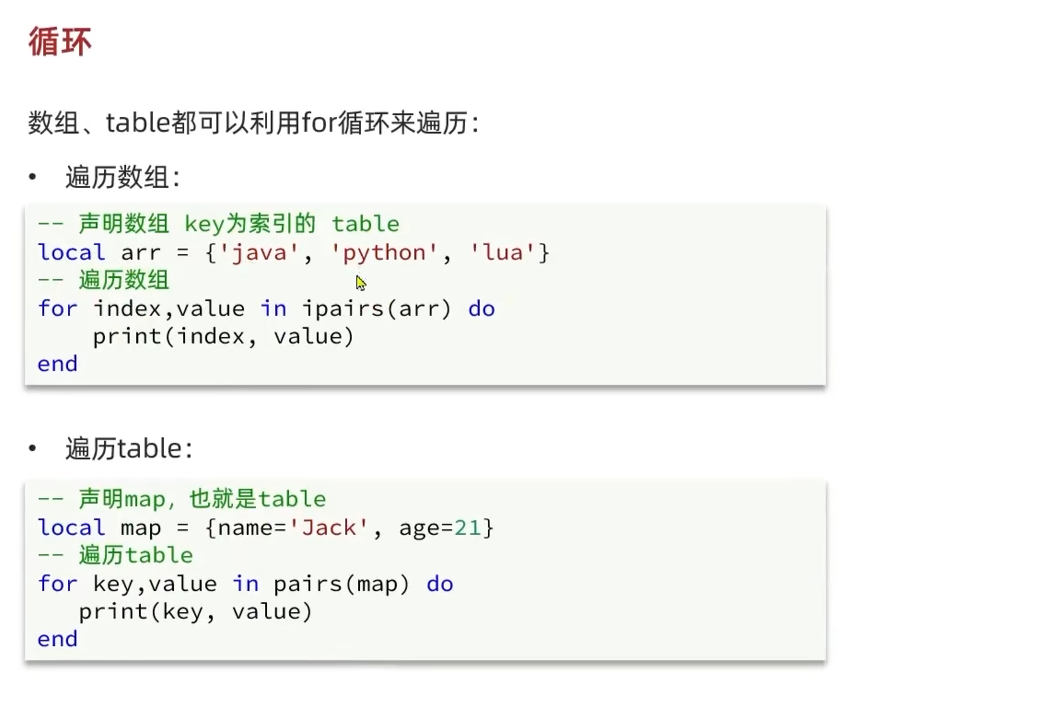 循环
数组、table都可以利用for循环来遍历：
• 遍历数组：
-- 声明数组 key为索引的 table
local arr = {'java', 'python', 'lua'}
-- 遍历数组
for index,value in ipairs(arr) do
    print(index, value)
end
• 遍历table：
-- 声明map，也就是table
local map = {name='Jack', age=21}
-- 遍历table
for key,value in pairs(map) do
   print(key, value)
end